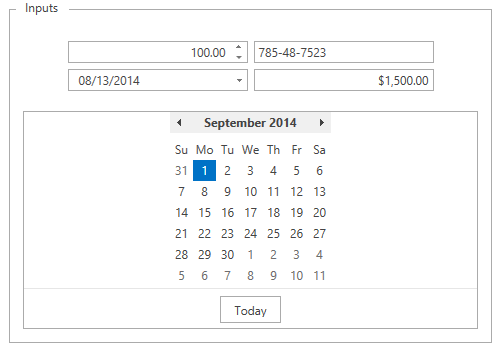 Inputs
100.00 785-48-7523
08/13/2014 $1,500.00
September 2014
Su Mo Tu We Th Fr Sa
31 1 2 3 4 5 6
7 8 9 10 11 12 13
14 15 16 17 18 19 20
21 22 23 24 25 26 27
28 29 30 1 2 3 4
5 6 7 8 9 10 11
Today